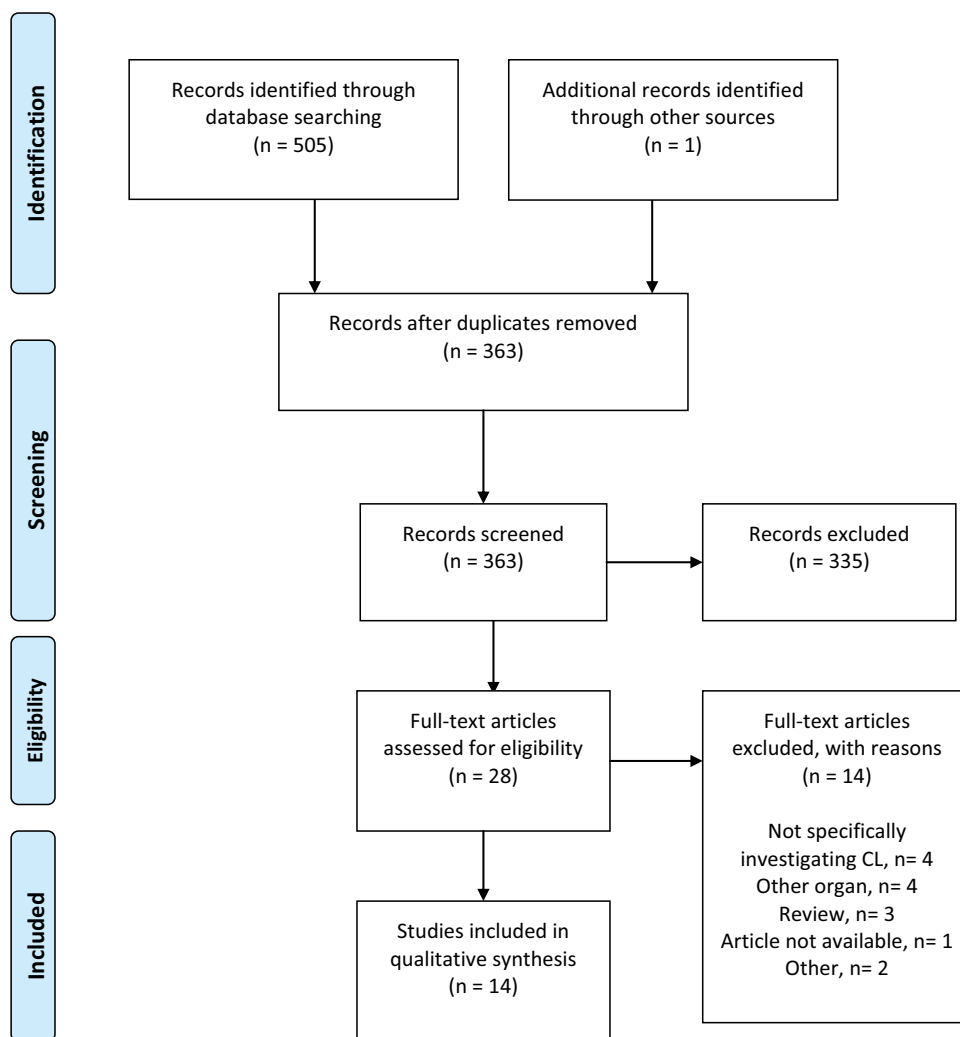 Identification
Records identified through
database searching
(n = 505)
Additional records identified
through other sources
(n = 1)
Records after duplicates removed
(n = 363)
Screening
Records screened
(n = 363)
Records excluded
(n = 335)
Eligibility
Full-text articles
assessed for eligibility
(n = 28)
Full-text articles
excluded, with reasons
(n = 14)
Not specifically
investigating CL, n= 4
Other organ, n= 4
Review, n= 3
Article not available, n= 1
Other, n= 2
Included
Studies included in
qualitative synthesis
(n = 14)